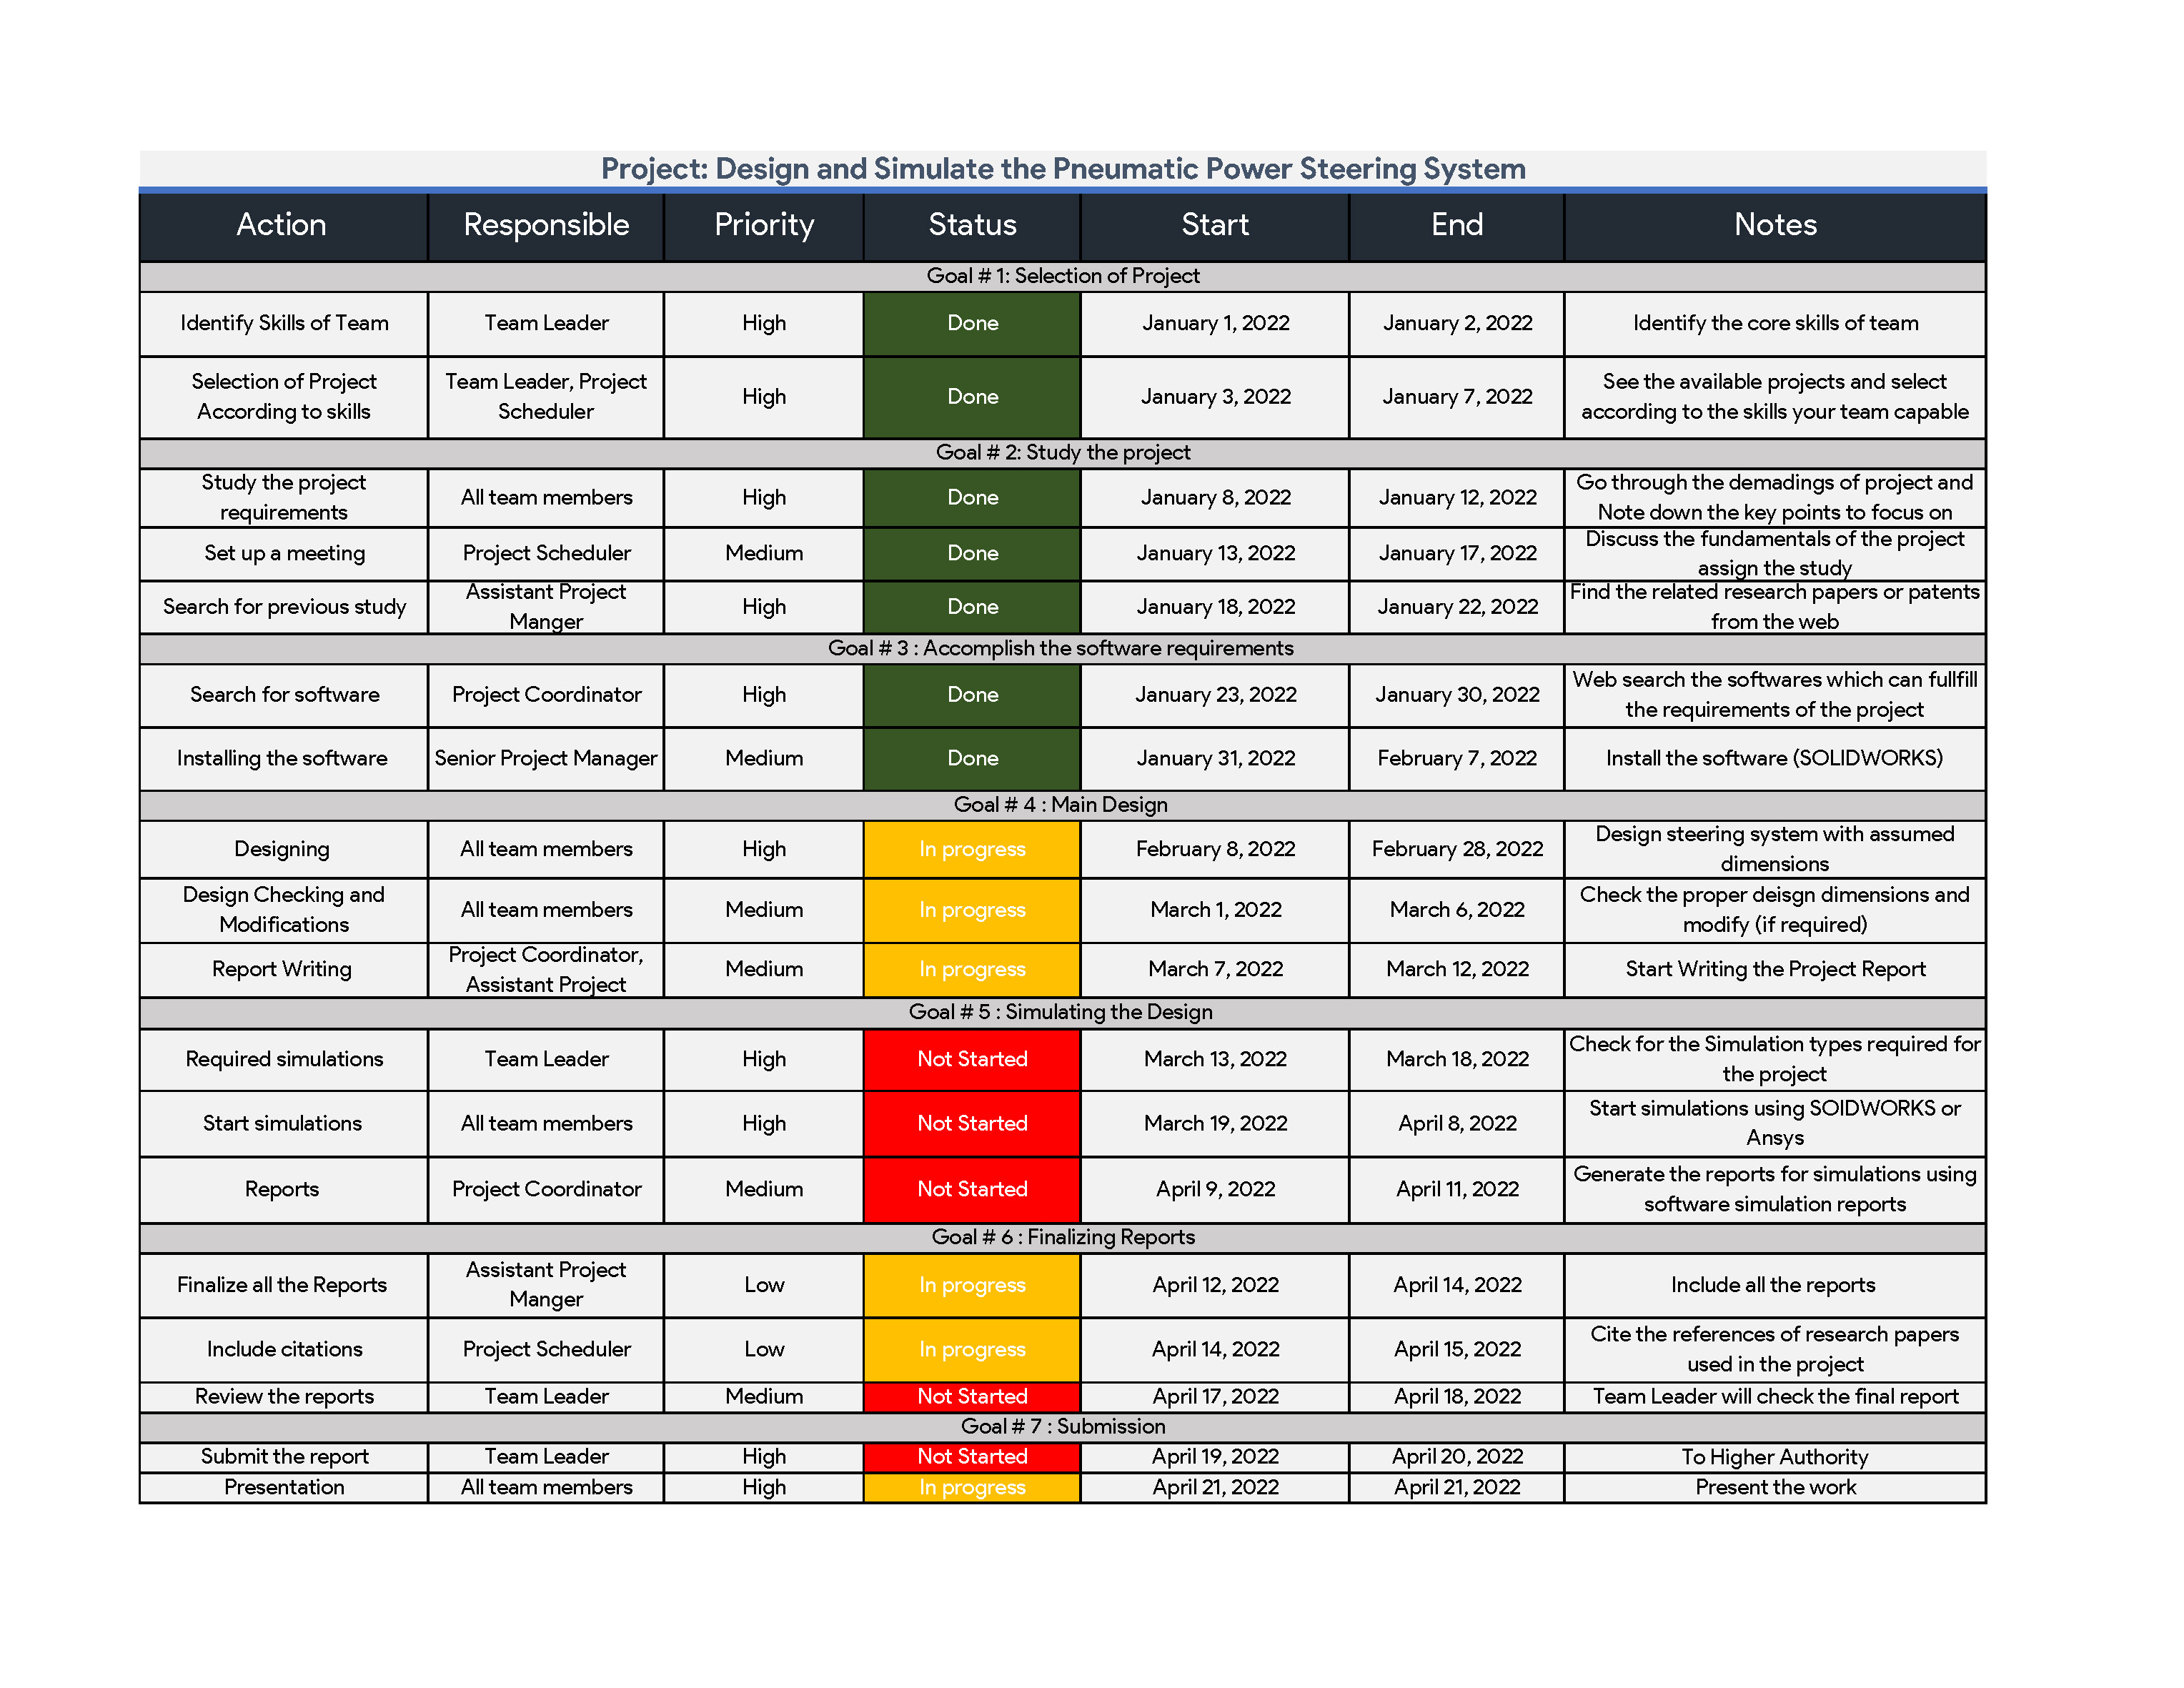 Project: Design and Simulate the Pneumatic Power Steering System
Action Responsible Priority Status Start End Notes
Goal # 1: Selection of Project
Identify Skills of Team Team Leader High Done January 1, 2022 January 2, 2022 Identify the core skills of team
Selection of Project According to skills Team Leader, Project Scheduler High Done January 3, 2022 January 7, 2022 See the available projects and select according to the skills your team capable
Goal # 2: Study the project
Study the project requirements All team members High Done January 8, 2022 January 12, 2022 Go through the demadings of project and Note down the key points to focus on
Set up a meeting Project Scheduler Medium Done January 13, 2022 January 17, 2022 Discuss the fundamentals of the project assign the study
Search for previous study Assistant Project Manger High Done January 18, 2022 January 22, 2022 Find the related research papers or patents from the web
Goal # 3 : Accomplish the software requirements
Search for software Project Coordinator High Done January 23, 2022 January 30, 2022 Web search the softwares which can fullfill the requirements of the project
Installing the software Senior Project Manager Medium Done January 31, 2022 February 7, 2022 Install the software (SOLIDWORKS)
Goal # 4 : Main Design
Designing All team members High In progress February 8, 2022 February 28, 2022 Design steering system with assumed dimensions
Design Checking and Modifications All team members Medium In progress March 1, 2022 March 6, 2022 Check the proper deisgn dimensions and modify (if required)
Report Writing Project Coordinator, Assistant Project Medium In progress March 7, 2022 March 12, 2022 Start Writing the Project Report
Goal # 5 : Simulating the Design
Required simulations Team Leader High Not Started March 13, 2022 March 18, 2022 Check for the Simulation types required for the project
Start simulations All team members High Not Started March 19, 2022 April 8, 2022 Start simulations using SOIDWORKS or Ansys
Reports Project Coordinator Medium Not Started April 9, 2022 April 11, 2022 Generate the reports for simulations using software simulation reports
Goal # 6 : Finalizing Reports
Finalize all the Reports Assistant Project Manger Low In progress April 12, 2022 April 14, 2022 Include all the reports
Include citations Project Scheduler Low In progress April 14, 2022 April 15, 2022 Cite the references of research papers used in the project
Review the reports Team Leader Medium Not Started April 17, 2022 April 18, 2022 Team Leader will check the final report
Goal # 7 : Submission
Submit the report Team Leader High Not Started April 19, 2022 April 20, 2022 To Higher Authority
Presentation All team members High In progress April 21, 2022 April 21, 2022 Present the work